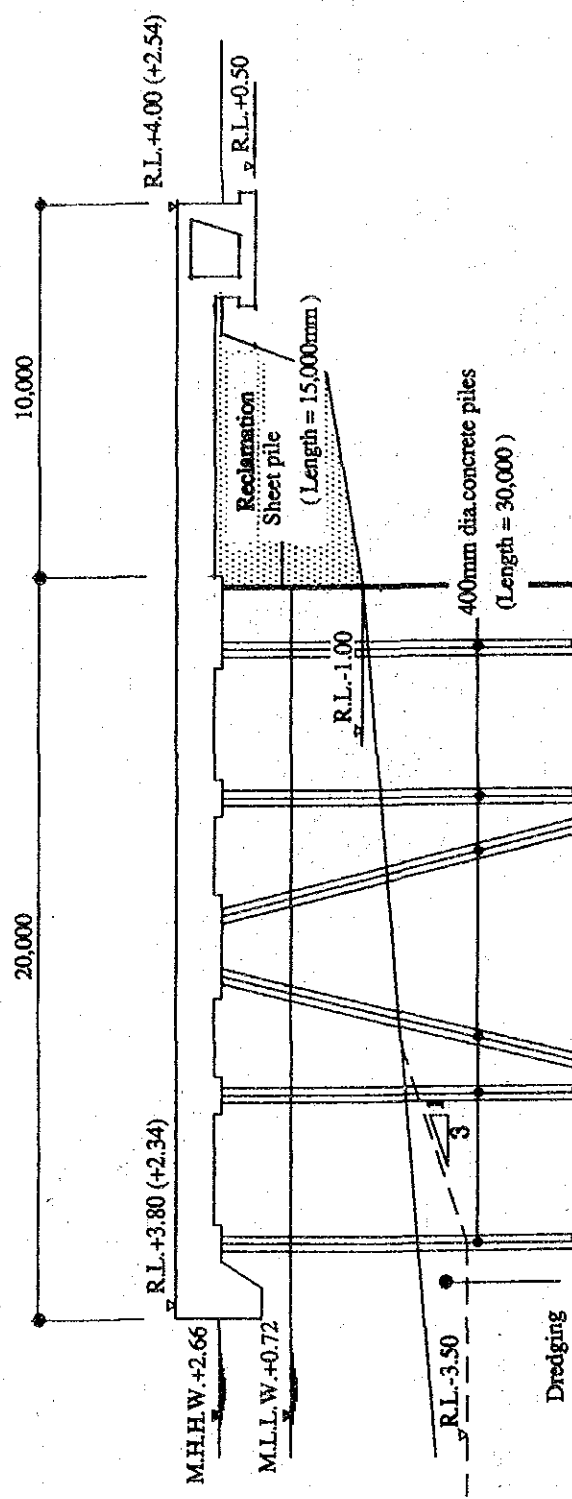 20,000
10,000
R.L.+3.80 (+2.34)
R.L.+4.00 (+2.54)
R.L.+0.50
M.H.H.W.+2.66
M.L.L.W.+0.72
Reclamation
Sheet pile
( Length = 15,000mm )
R.L.-1.00
400mm dia.concrete piles
(Length = 30,000 )
1
3
R.L.-3.50
Dredging